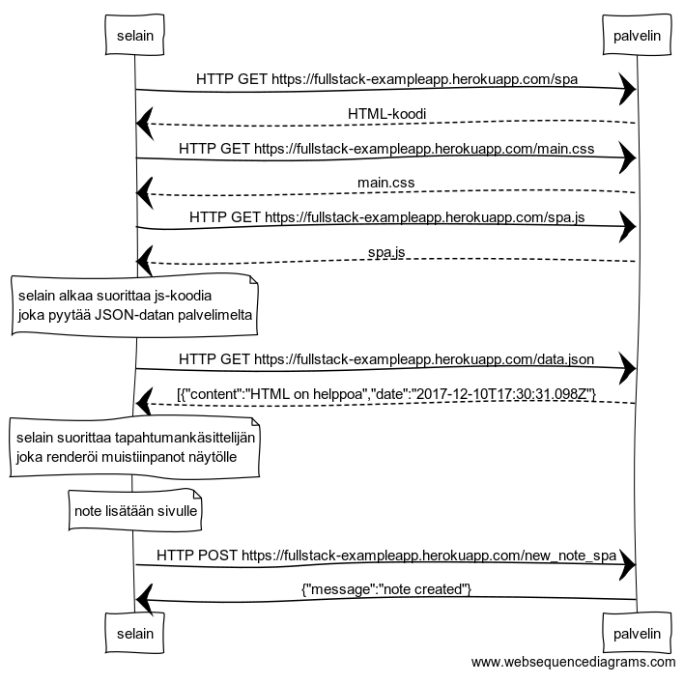 selain palvelin
HTTP GET https://fullstack-exampleapp.herokuapp.com/spa
HTML-koodi
HTTP GET https://fullstack-exampleapp.herokuapp.com/main.css
main.css
HTTP GET https://fullstack-exampleapp.herokuapp.com/spa.js
spa.js
selain alkaa suorittaa js-koodia
joka pyytää JSON-datan palvelimelta
HTTP GET https://fullstack-exampleapp.herokuapp.com/data.json
[{"content":"HTML on helppoa","date":"2017-12-10T17:30:31.098Z"}
selain suorittaa tapahtumankäsittelijän
joka renderöi muistiinpanot näytölle
note lisätään sivulle
HTTP POST https://fullstack-exampleapp.herokuapp.com/new_note_spa
{"message":"note created"}
selain palvelin
www.websequencediagrams.com